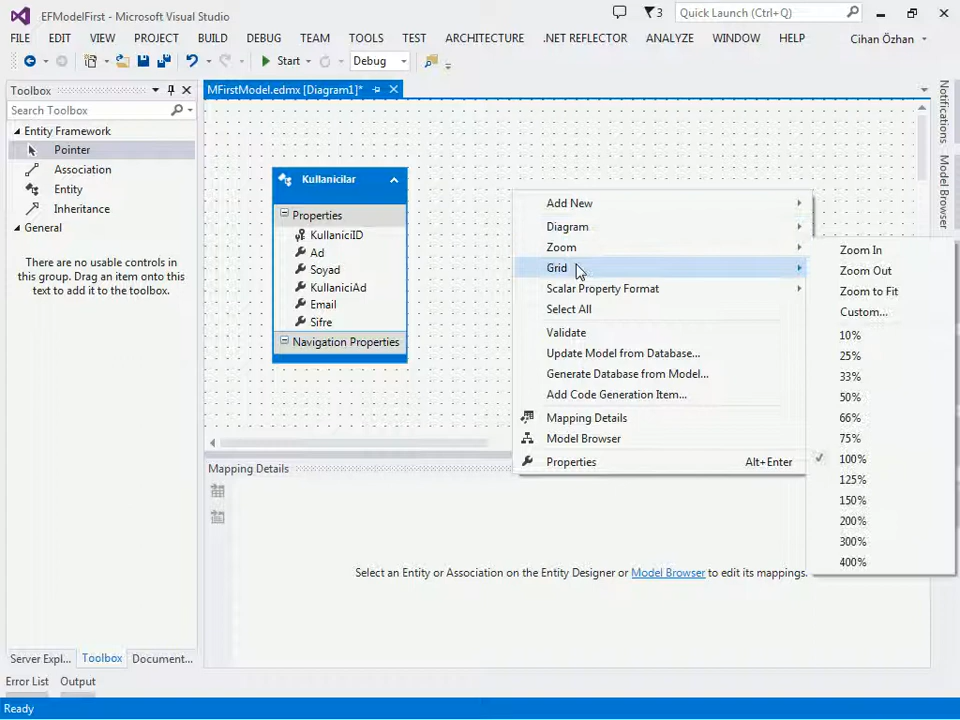 EFModelFirst - Microsoft Visual Studio
3
Quick Launch (Ctrl+Q)
FILE EDIT VIEW PROJECT BUILD DEBUG TEAM TOOLS TEST ARCHITECTURE .NET REFLECTOR ANALYZE WINDOW HELP Cihan Özhan
Start Debug
Toolbox
Search Toolbox
Entity Framework
Pointer
Association
Entity
Inheritance
General
There are no usable controls in
this group. Drag an item onto this
text to add it to the toolbox.
MFirstModel.edmx [Diagram1]*
Kullanicilar
Properties
KullaniciID
Ad
Soyad
KullaniciAd
Email
Sifre
Navigation Properties
Add New
Diagram
Zoom
Grid
Scalar Property Format
Select All
Validate
Update Model from Database...
Generate Database from Model...
Add Code Generation Item...
Mapping Details
Model Browser
Properties Alt+Enter
Zoom In
Zoom Out
Zoom to Fit
Custom...
10%
25%
33%
50%
66%
75%
100%
125%
150%
200%
300%
400%
Notifications
Model Browser
Mapping Details
Select an Entity or Association on the Entity Designer or Model Browser to edit its mappings.
Server Expl... Toolbox Document...
Error List Output
Ready